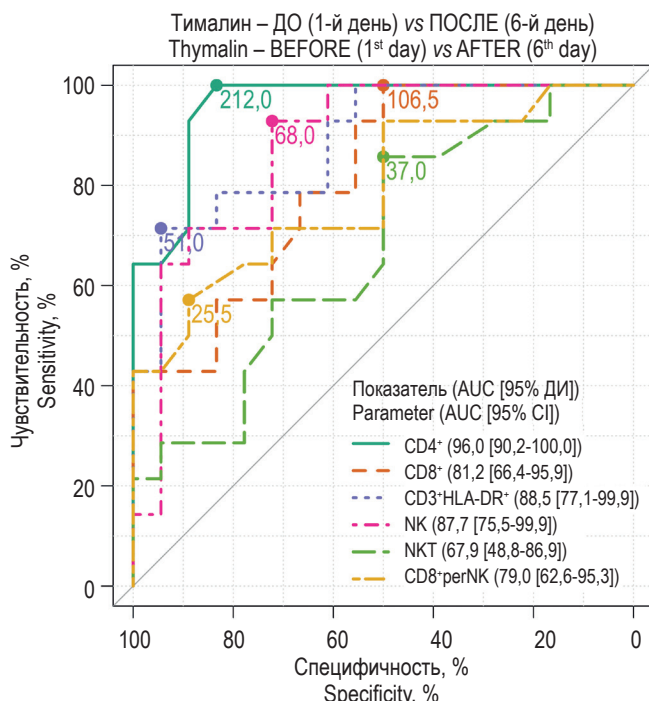 Тималин – ДО (1-й день) vs ПОСЛЕ (6-й день)
Thymalin – BEFORE (1st day) vs AFTER (6th day)
Чувствительность, %
Sensitivity, %
100
80
60
40
20
0
212,0
106,5
68,0
37,0
51,0
25,5
Показатель (AUC [95% ДИ])
Parameter (AUC [95% CI])
CD4+ (96,0 [90,2-100,0])
CD8+ (81,2 [66,4-95,9])
CD3+HLA-DR+ (88,5 [77,1-99,9])
NK (87,7 [75,5-99,9])
NKT (67,9 [48,8-86,9])
CD8+perNK (79,0 [62,6-95,3])
100 80 60 40 20 0
Специфичность, %
Specificity, %